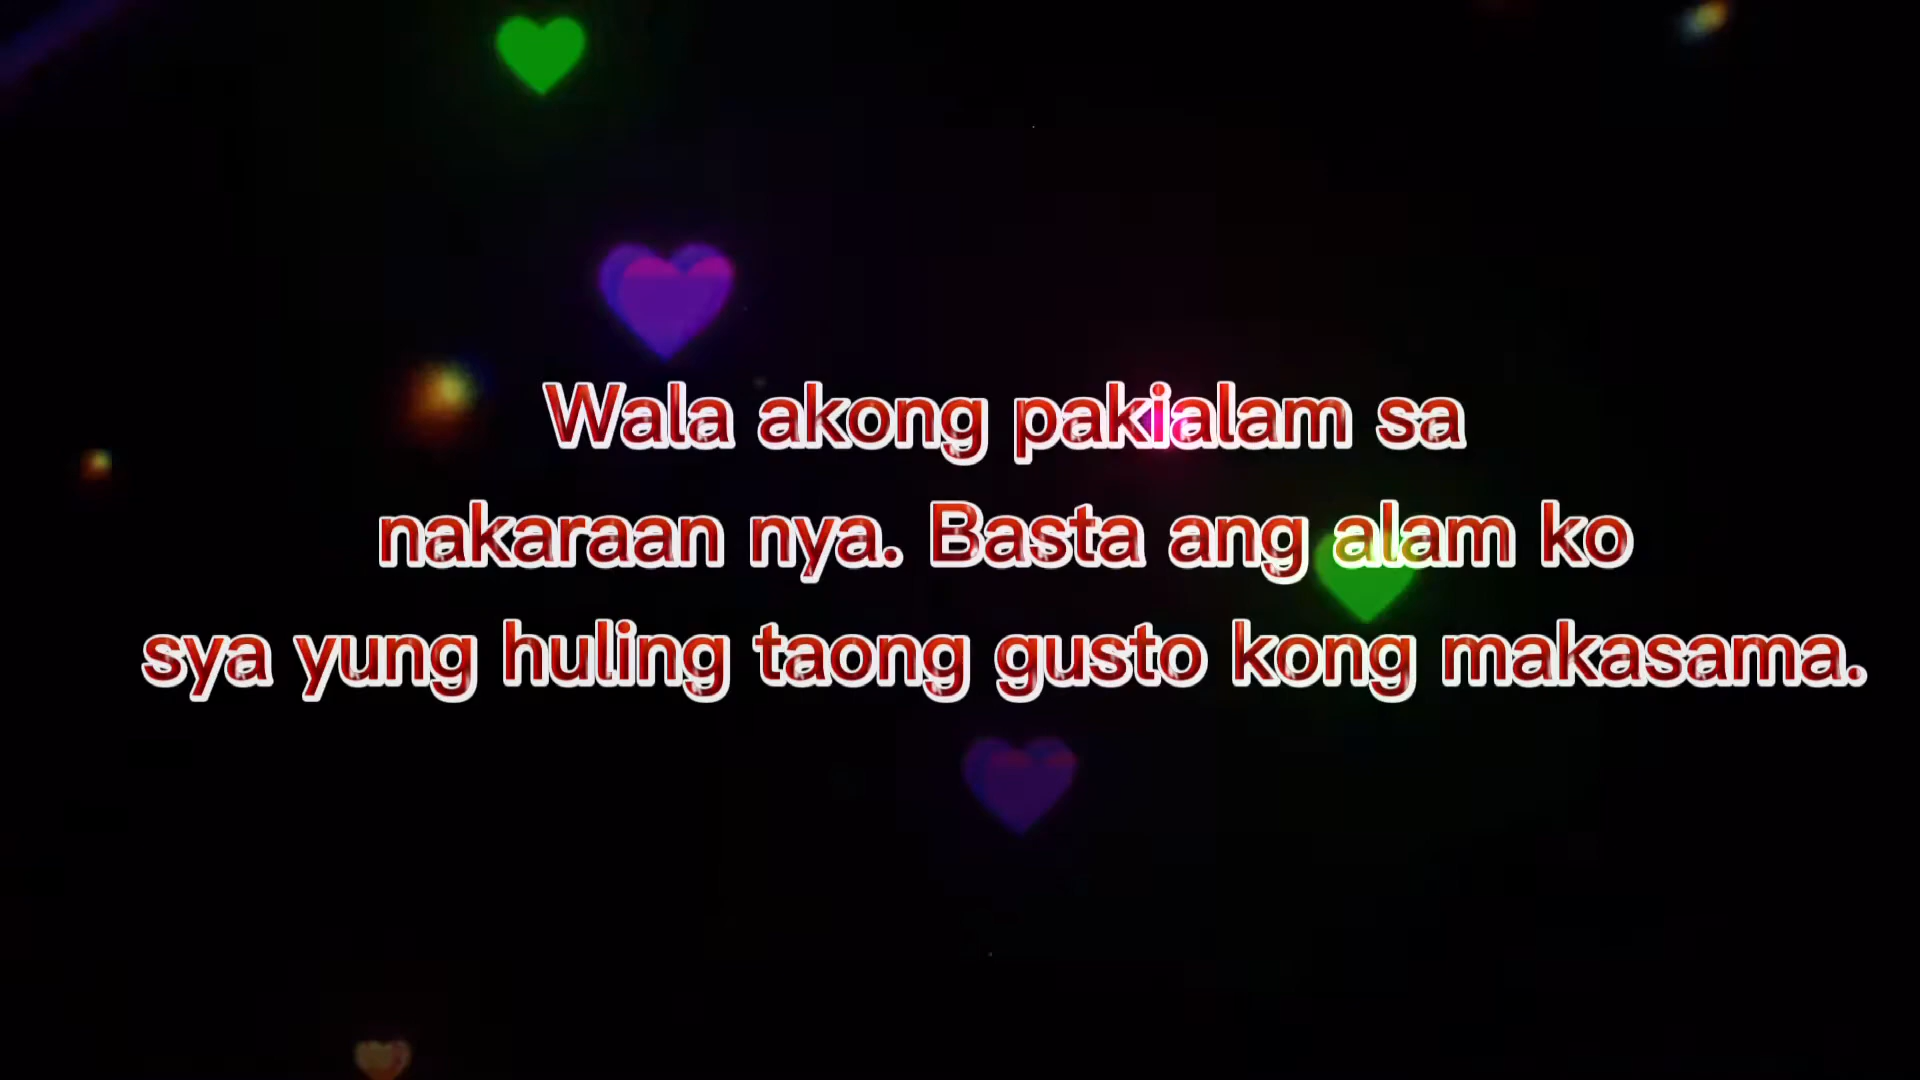 Wala akong pakialam sa
nakaraan nya. Basta ang alam ko
sya yung huling taong gusto kong makasama.